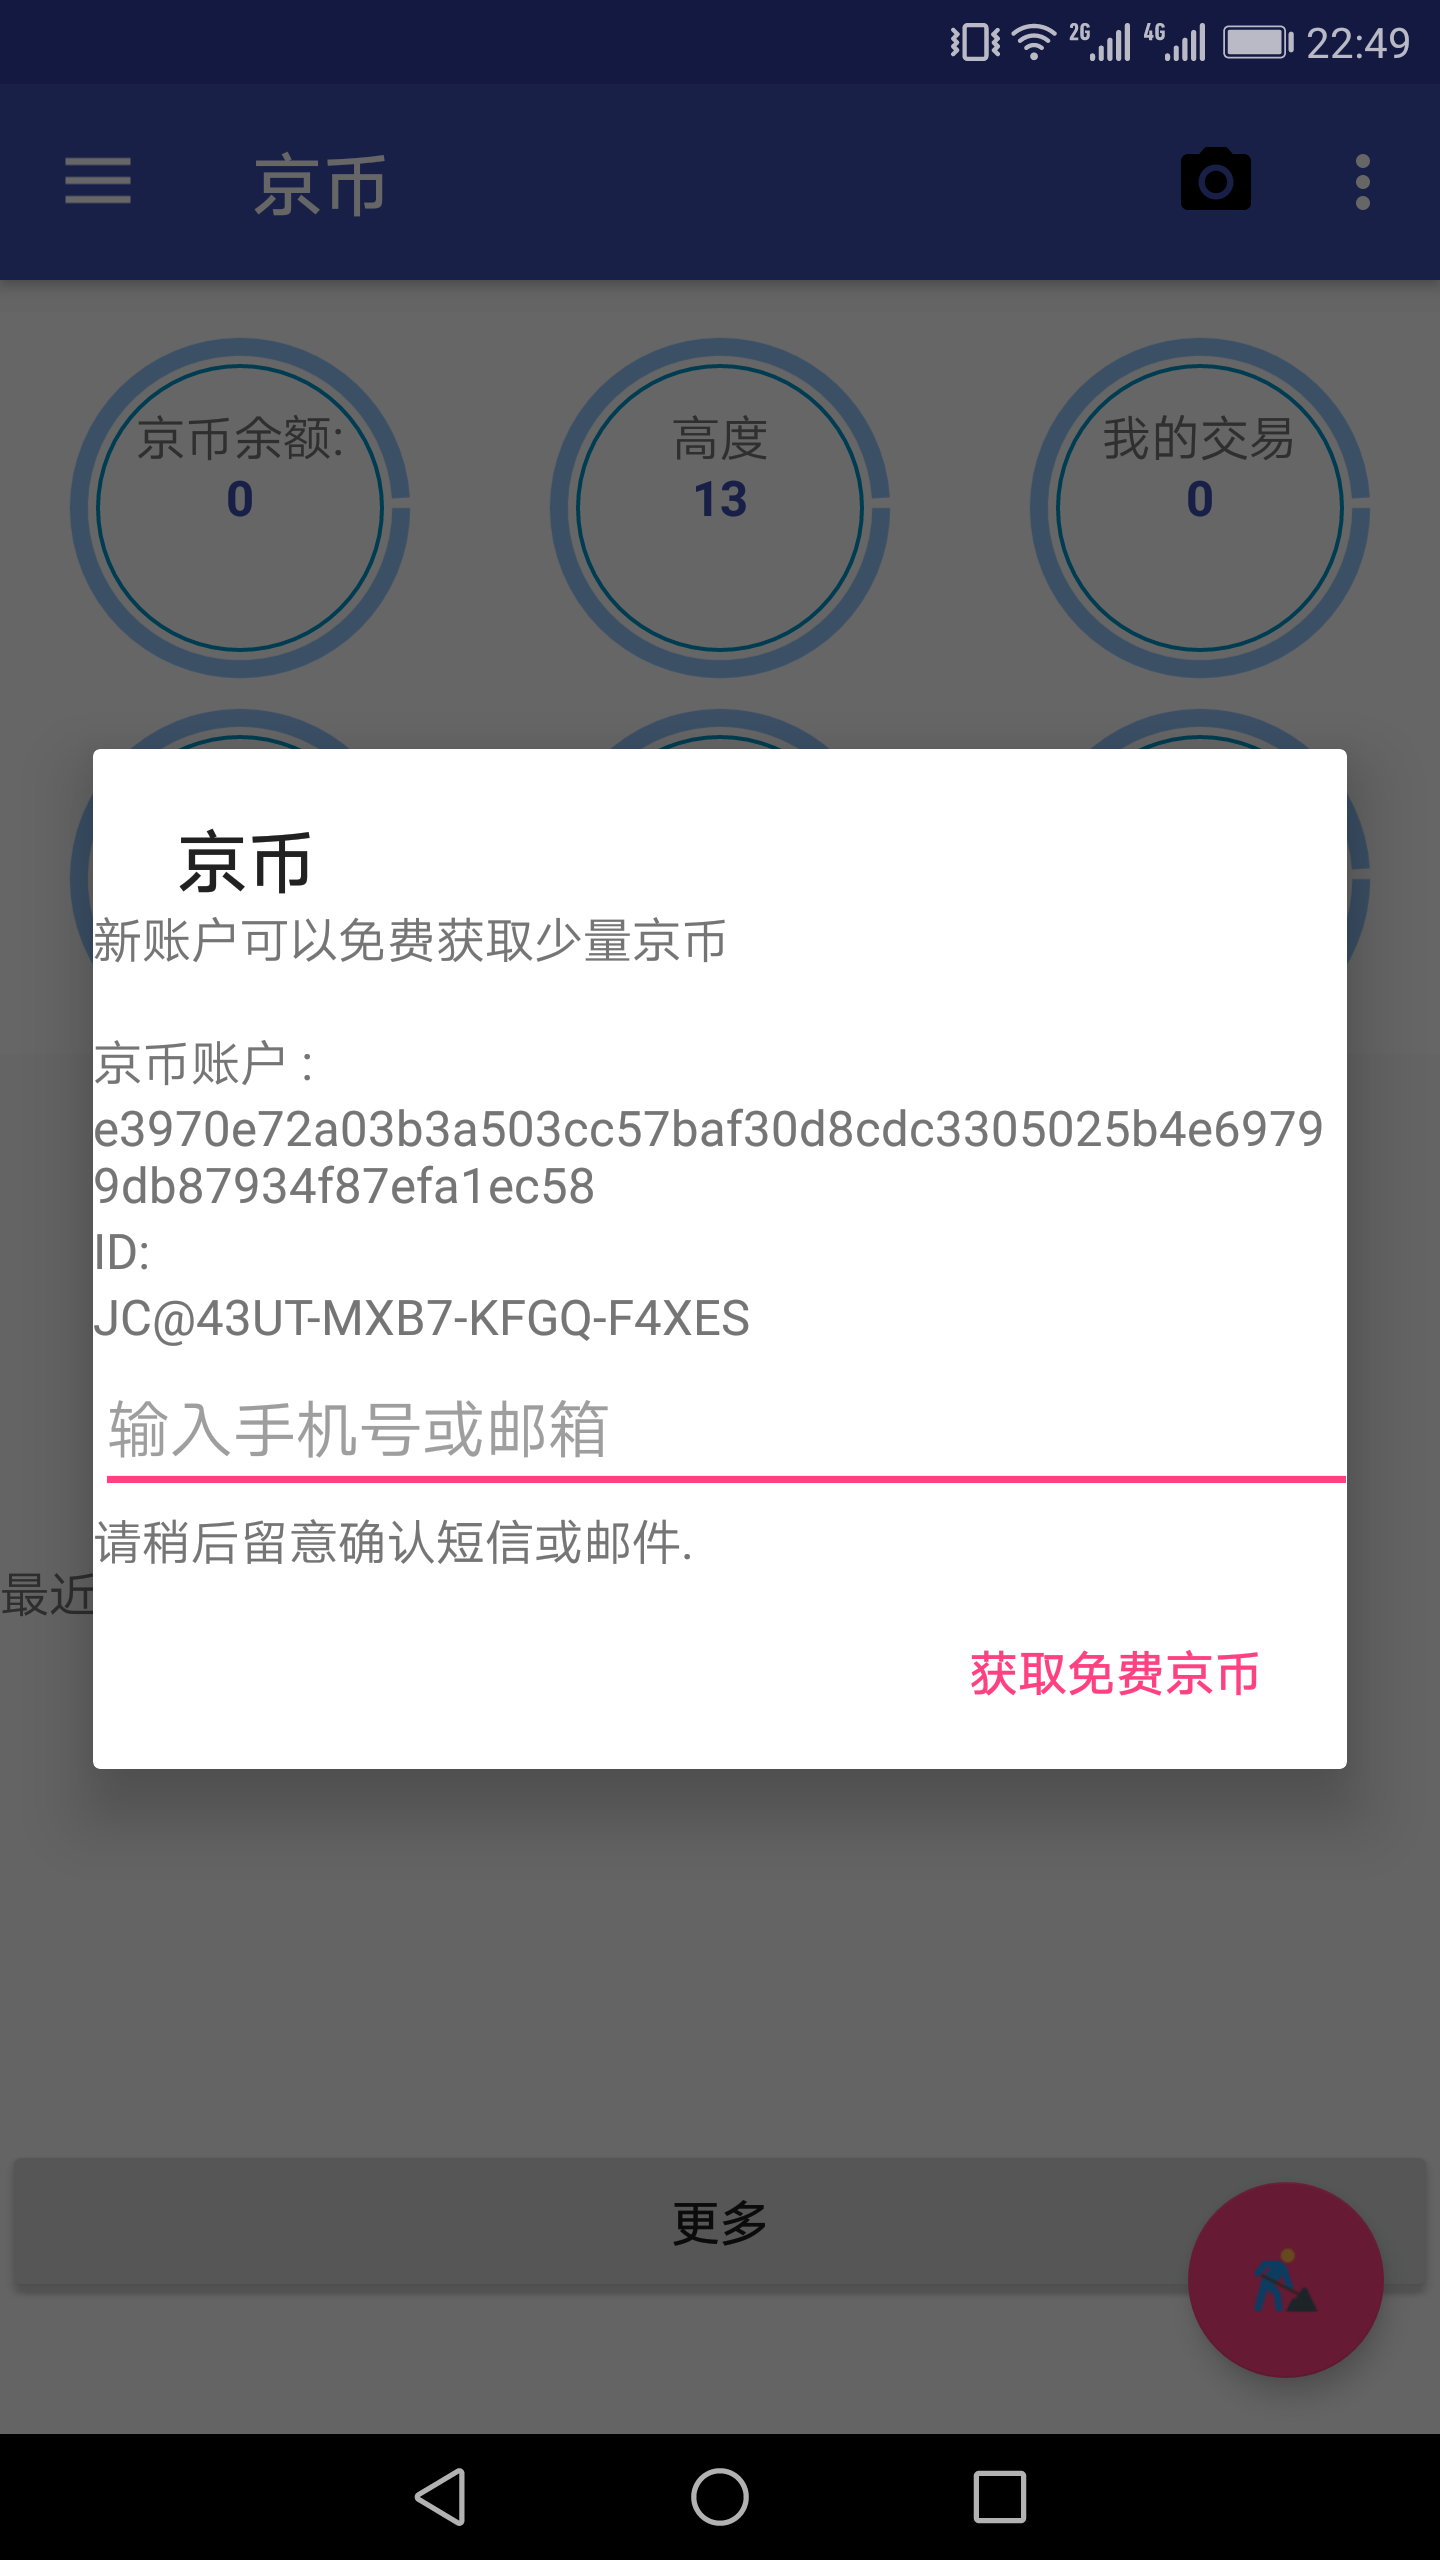 2G 4G 22:49
京币
京币余额: 高度 我的交易
0 13 0
京币
新账户可以免费获取少量京币
京币账户 :
e3970e72a03b3a503cc57baf30d8cdc3305025b4e6979
9db87934f87efa1ec58
ID:
JC@43UT-MXB7-KFGQ-F4XES
输入手机号或邮箱
请稍后留意确认短信或邮件.
最近
获取免费京币
更多